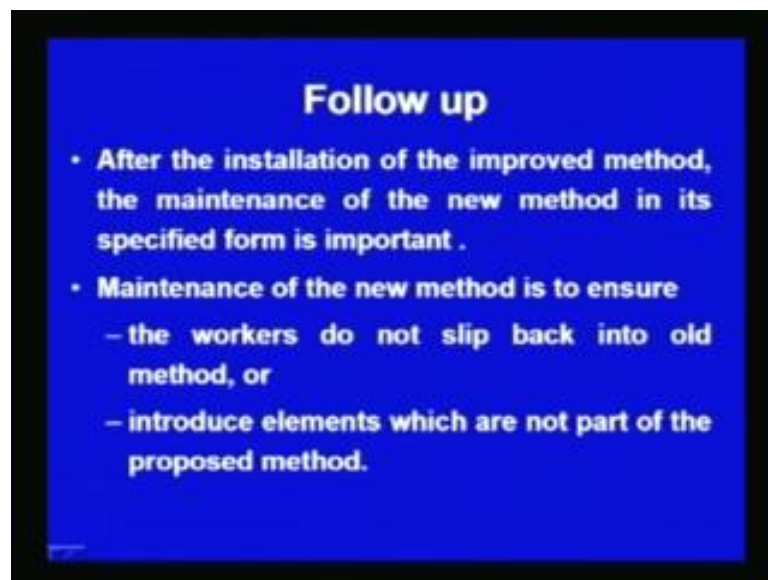 Follow up
• After the installation of the improved method,
the maintenance of the new method in its
specified form is important .
• Maintenance of the new method is to ensure
– the workers do not slip back into old
method, or
– introduce elements which are not part of the
proposed method.